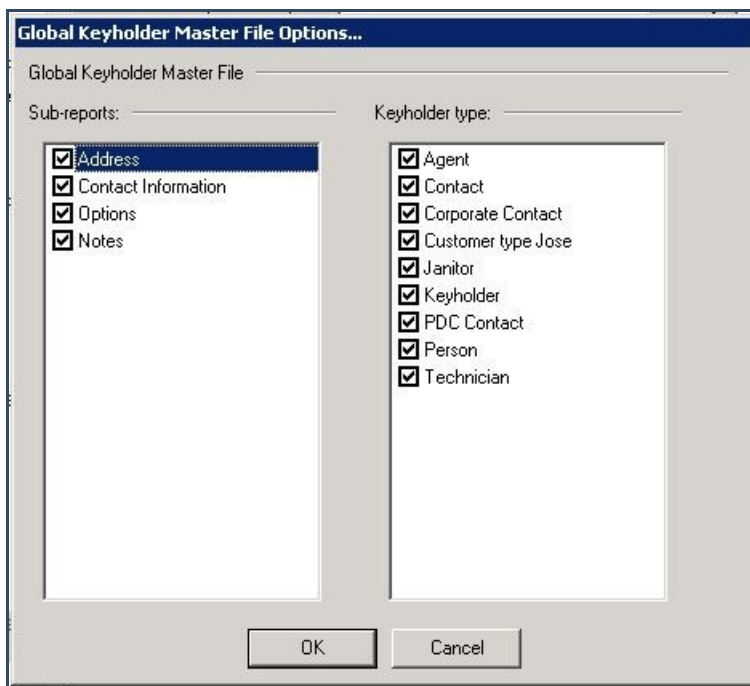 Global Keyholder Master File Options...
Global Keyholder Master File
Sub-reports:
Address
Contact Information
Options
Notes
Keyholder type:
Agent
Contact
Corporate Contact
Customer type Jose
Janitor
Keyholder
PDC Contact
Person
Technician
OK
Cancel